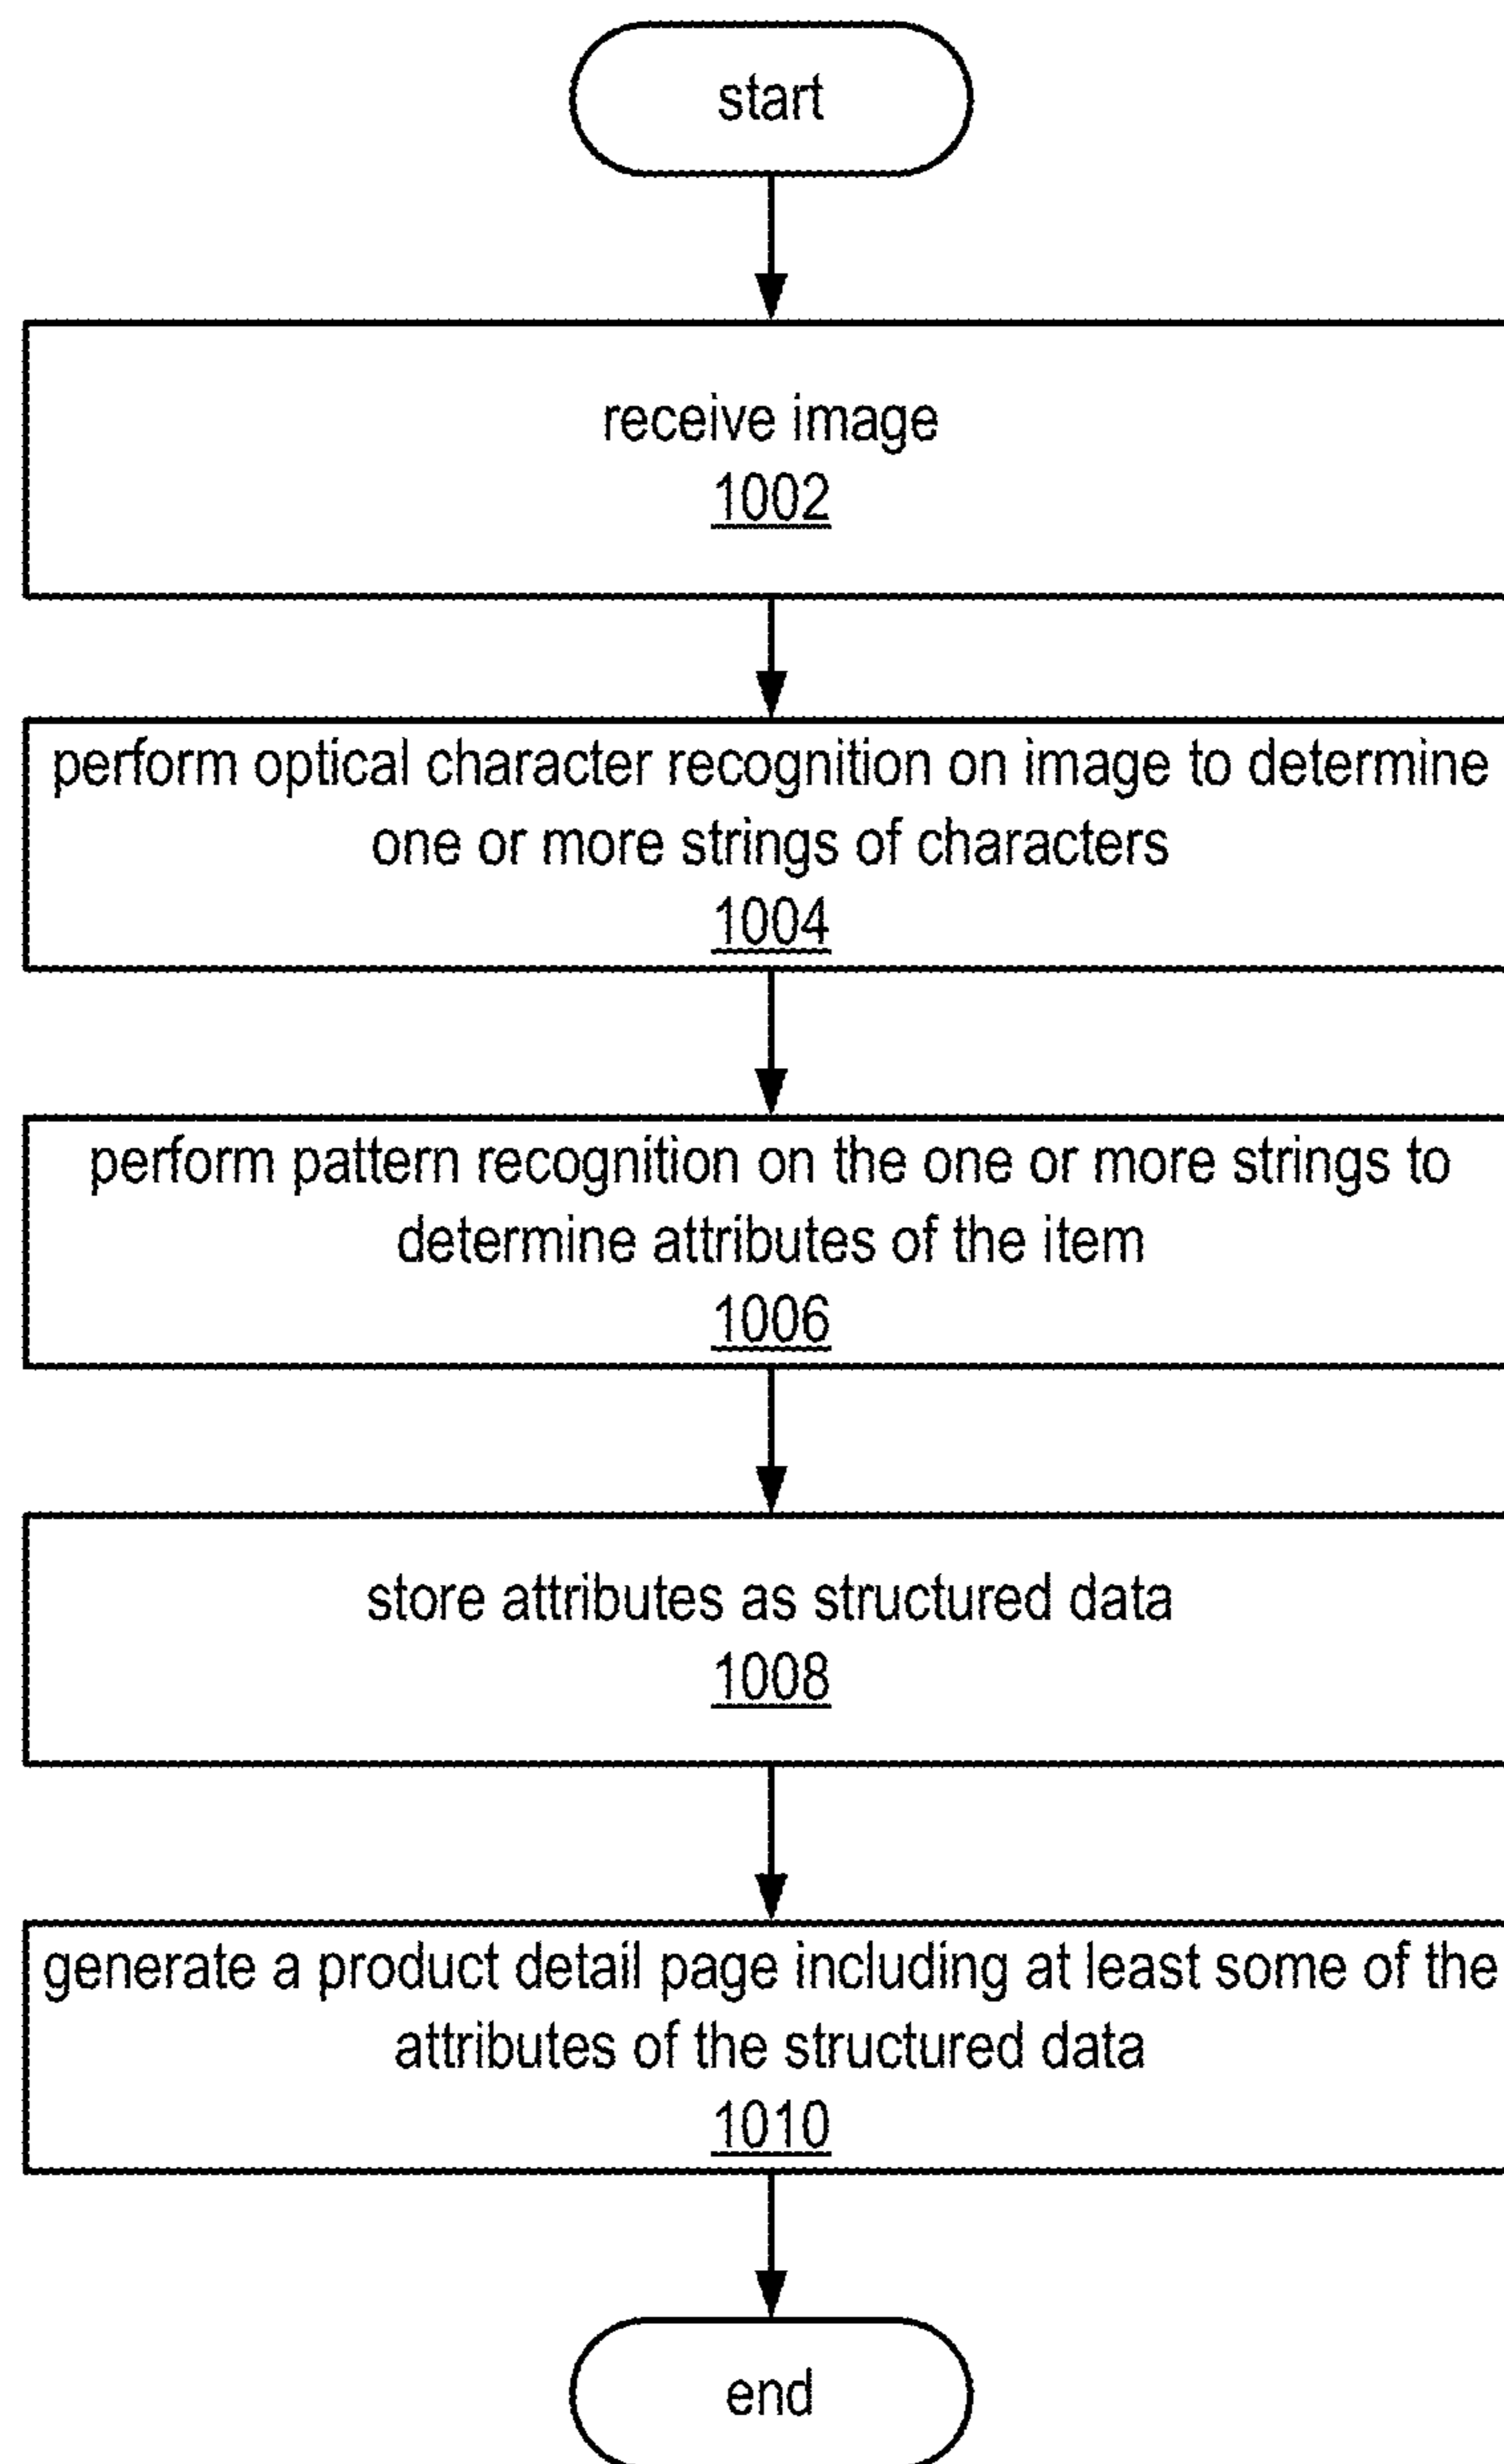 start
receive image
1002
perform optical character recognition on image to determine
one or more strings of characters
1004
perform pattern recognition on the one or more strings to
determine attributes of the item
1006
store attributes as structured data
1008
generate a product detail page including at least some of the
attributes of the structured data
1010
end